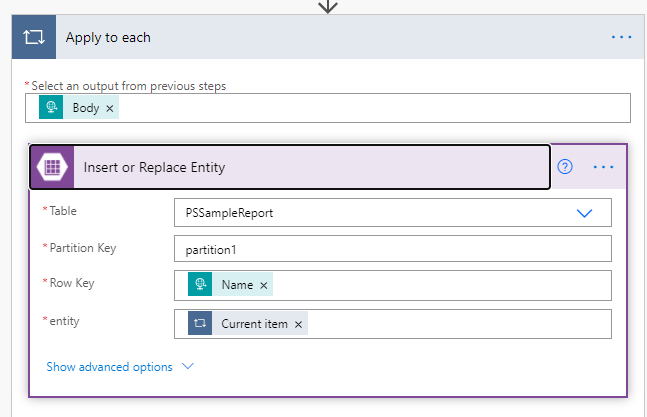 Apply to each
* Select an output from previous steps
Body ×
Insert or Replace Entity
* Table
PSSampleReport
* Partition Key
partition1
* Row Key
Name ×
* entity
Current item ×
Show advanced options